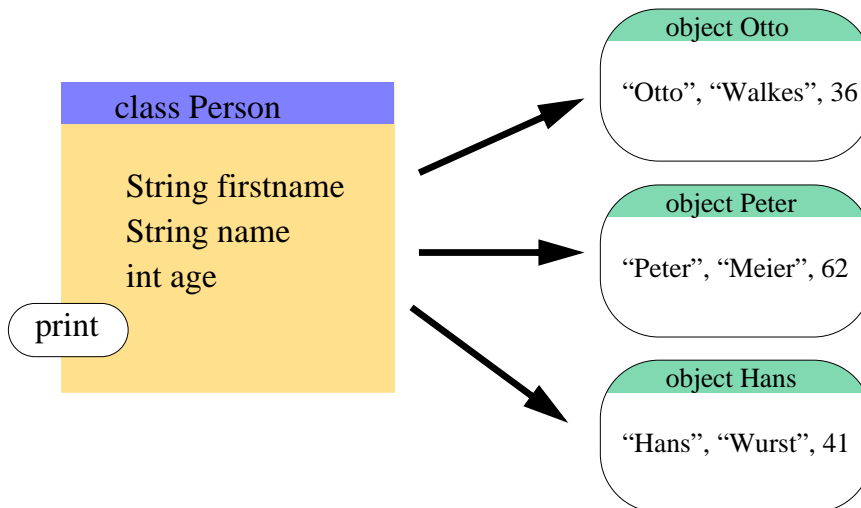 class Person
String firstname
String name
int age
print
object Otto
“Otto”, “Walkes”, 36
object Peter
“Peter”, “Meier”, 62
object Hans
“Hans”, “Wurst”, 41